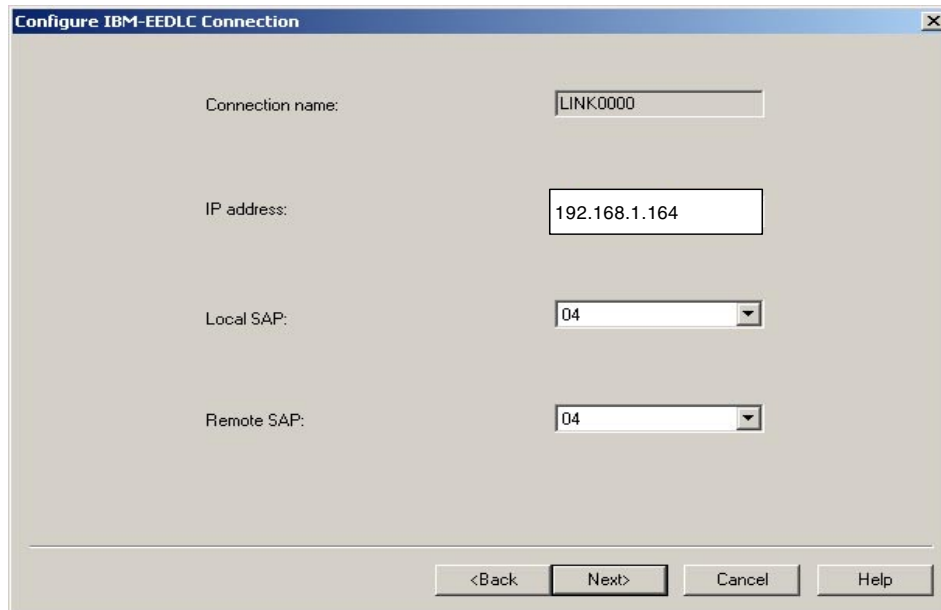 Configure IBM-EEDLC Connection
Connection name: LINK0000
IP address: 192.168.1.164
Local SAP: 04
Remote SAP: 04
<Back Next> Cancel Help